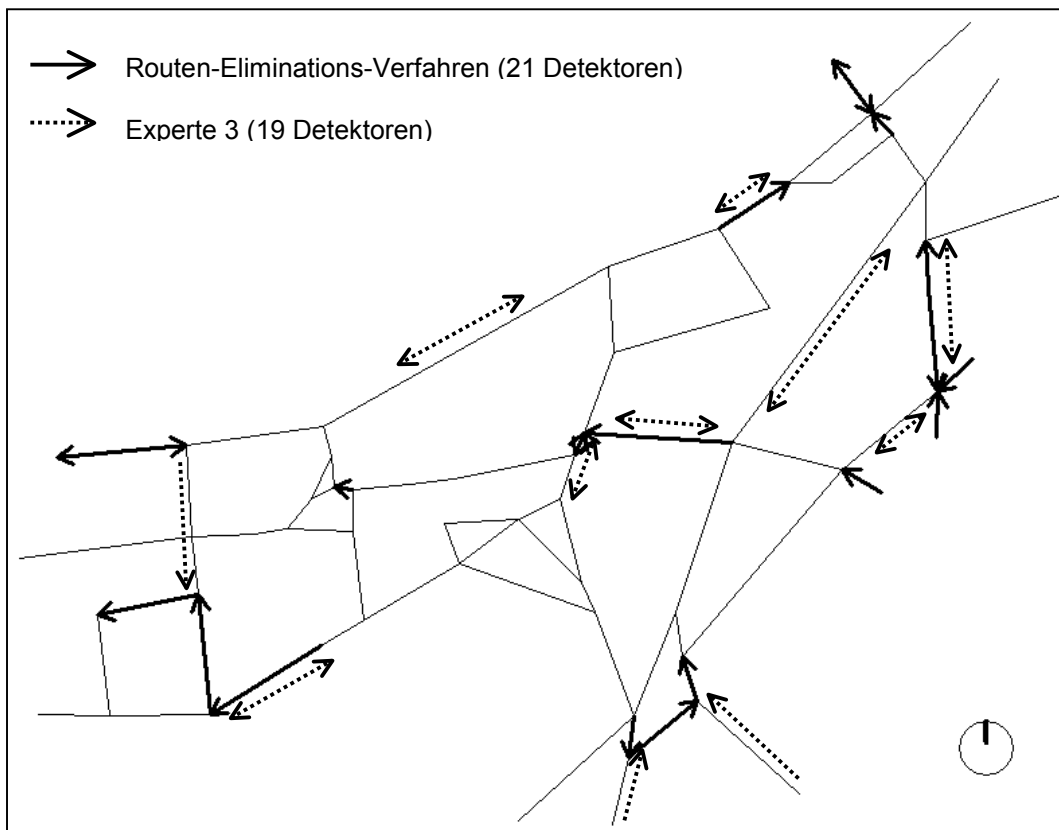 Routen-Eliminations-Verfahren (21 Detektoren)
Experte 3 (19 Detektoren)